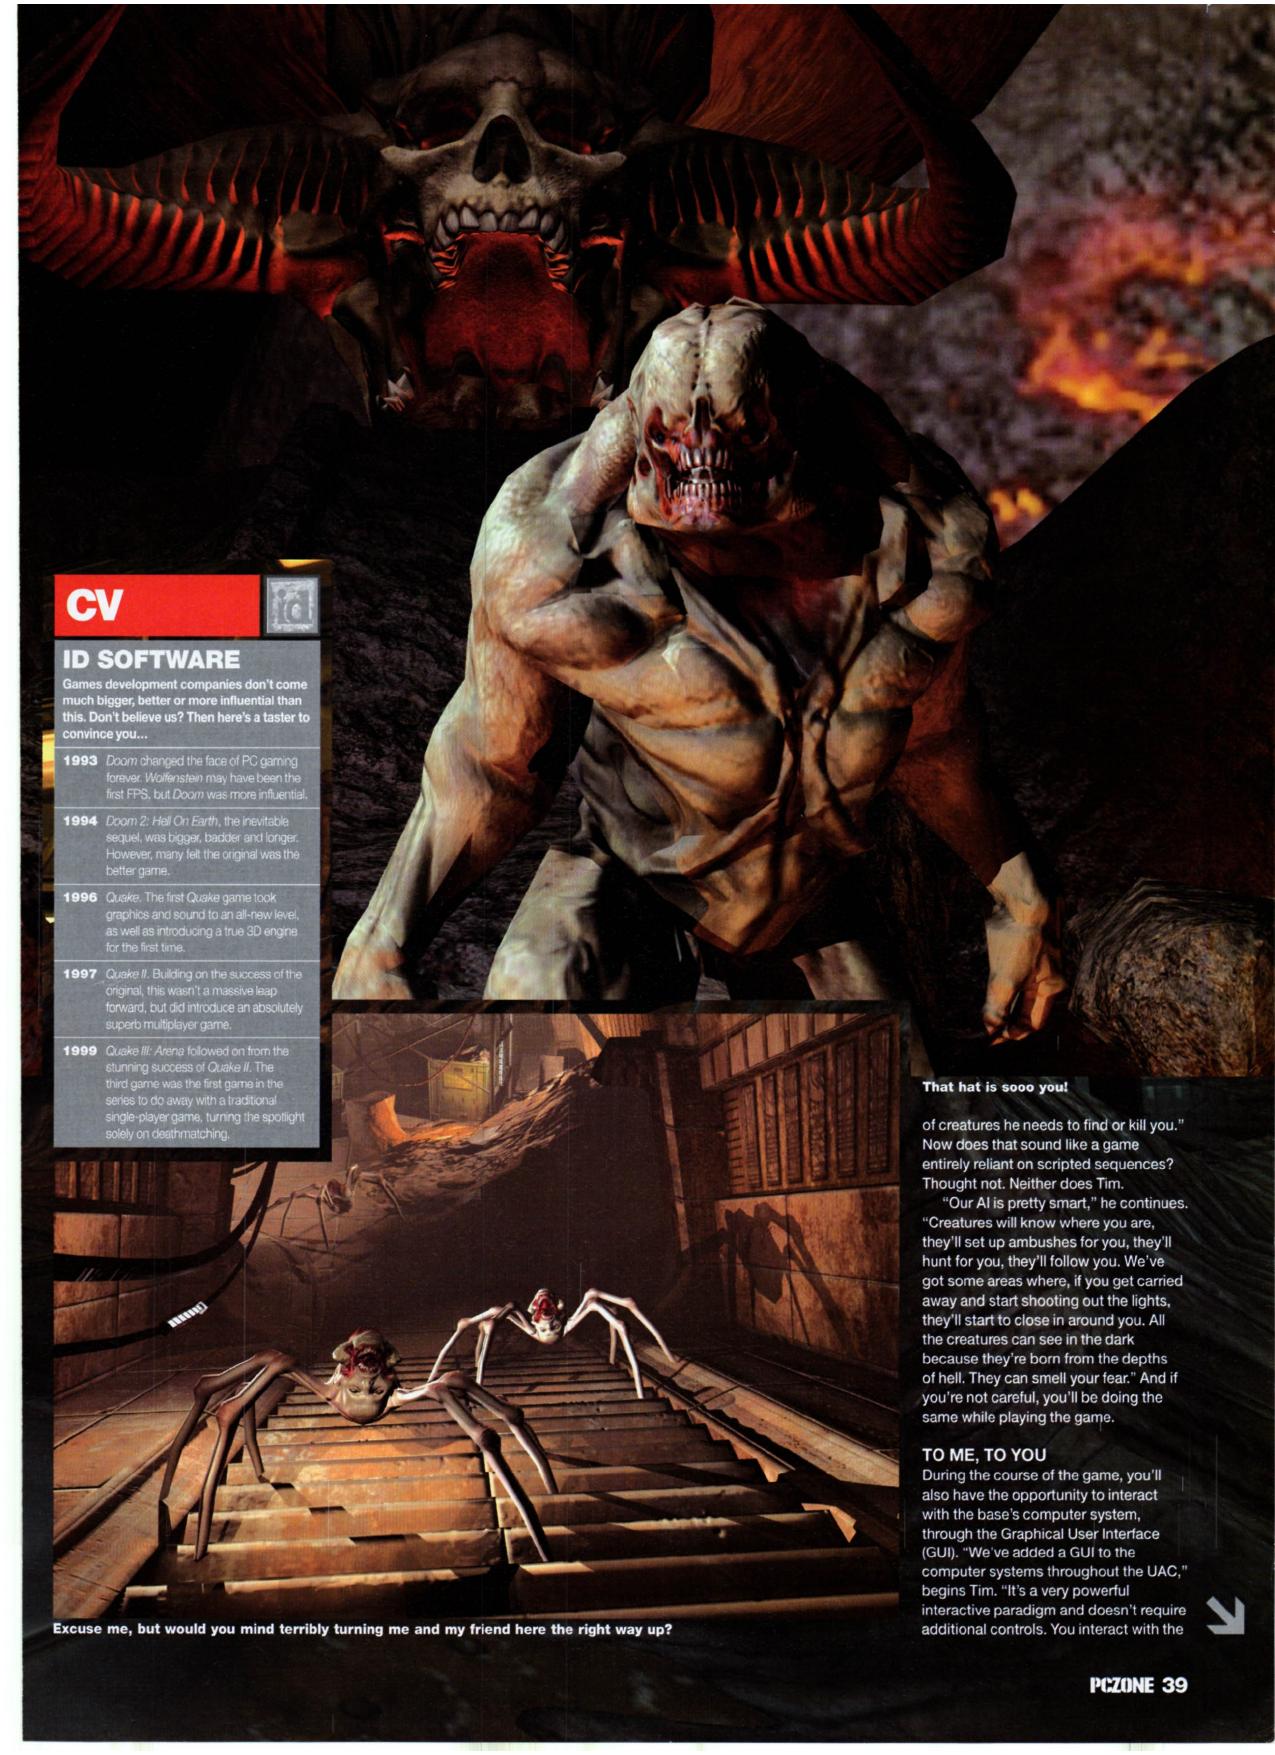 CV
id
ID SOFTWARE
Games development companies don't come
much bigger, better or more influential than
this. Don't believe us? Then here's a taster to
convince you...
1993 Doom changed the face of PC gaming
forever. Wolfenstein may have been the
first FPS, but Doom was more influential.
1994 Doom 2: Hell On Earth, the inevitable
sequel, was bigger, badder and longer.
However, many felt the original was the
better game.
1996 Quake. The first Quake game took
graphics and sound to an all-new level,
as well as introducing a true 3D engine
for the first time.
1997 Quake II. Building on the success of the
original, this wasn't a massive leap
forward, but did introduce an absolutely
superb multiplayer game.
1999 Quake III: Arena followed on from the
stunning success of Quake II. The
third game was the first game in the
series to do away with a traditional
single-player game, turning the spotlight
solely on deathmatching.
Excuse me, but would you mind terribly turning me and my friend here the right way up?
That hat is sooo you!
of creatures he needs to find or kill you."
Now does that sound like a game
entirely reliant on scripted sequences?
Thought not. Neither does Tim.
"Our AI is pretty smart," he continues.
"Creatures will know where you are,
they'll set up ambushes for you, they'll
hunt for you, they'll follow you. We've
got some areas where, if you get carried
away and start shooting out the lights,
they'll start to close in around you. All
the creatures can see in the dark
because they're born from the depths
of hell. They can smell your fear." And if
you're not careful, you'll be doing the
same while playing the game.
TO ME, TO YOU
During the course of the game, you'll
also have the opportunity to interact
with the base's computer system,
through the Graphical User Interface
(GUI). "We've added a GUI to the
computer systems throughout the UAC,"
begins Tim. "It's a very powerful
interactive paradigm and doesn't require
additional controls. You interact with the
PCZONE 39